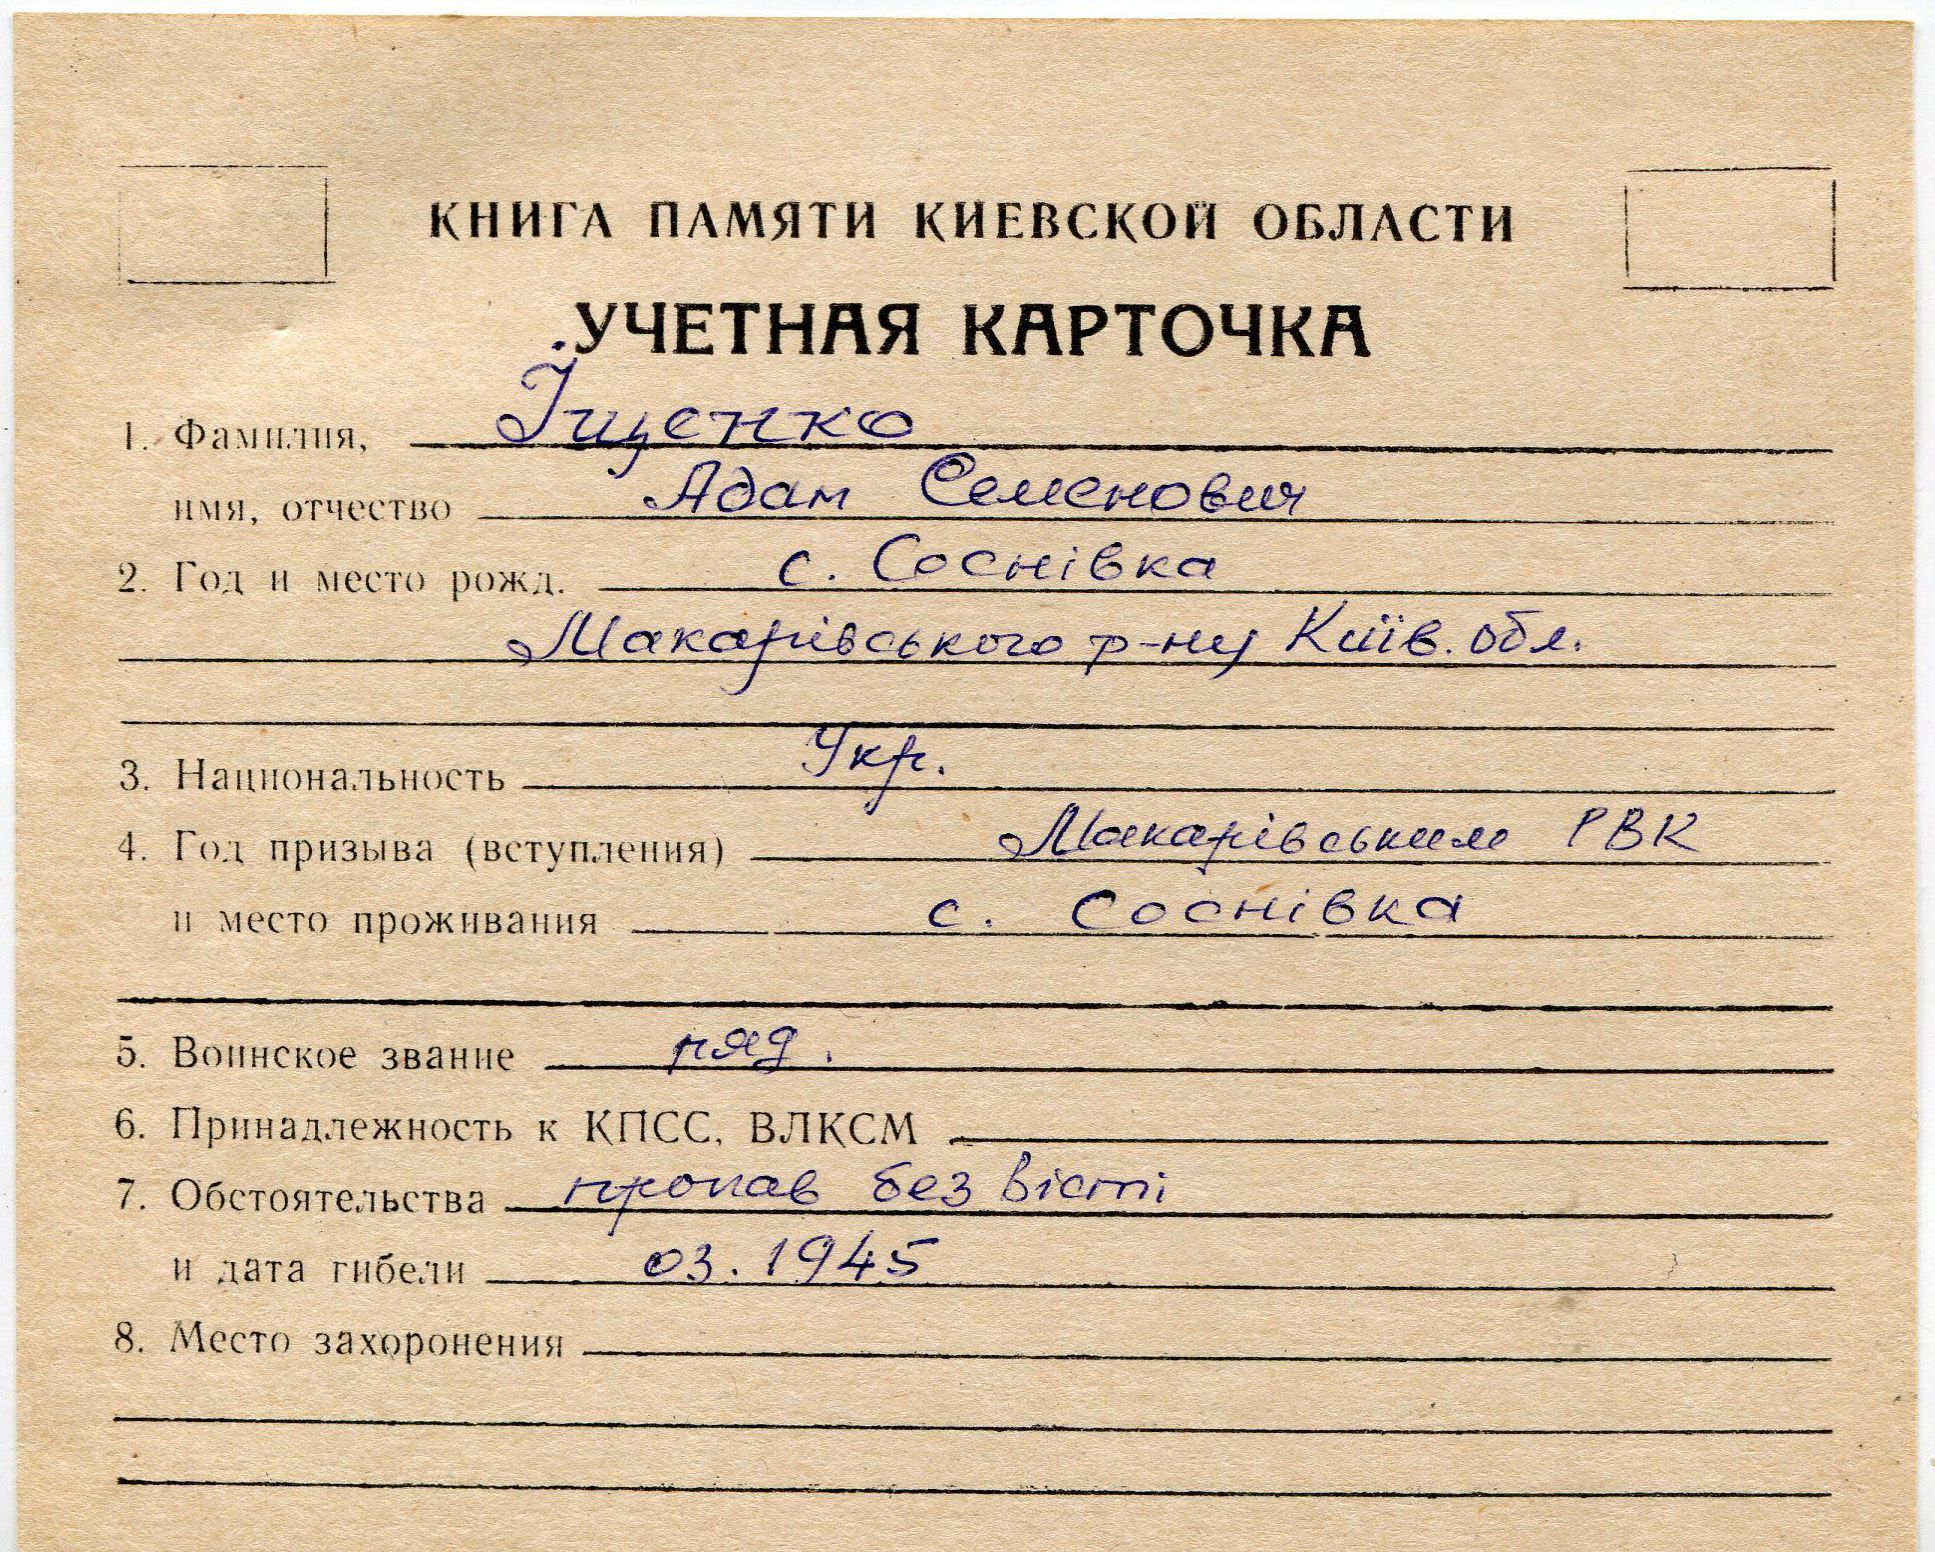 КНИГА ПАМЯТИ КИЕВСКОЙ ОБЛАСТИ
УЧЕТНАЯ КАРТОЧКА
1. Фамилия, Іщенко
имя, отчество Адам Семенович
2. Год и место рожд. с. Соснівка
Макарівського р-ну Київ. обл.
3. Национальность Укр.
4. Год призыва (вступления) Макарівським РВК
и место проживания с. Соснівка
5. Воинское звание ряд.
6. Принадлежность к КПСС, ВЛКСМ
7. Обстоятельства пропав без вісті
и дата гибели 03.1945
8. Место захоронения